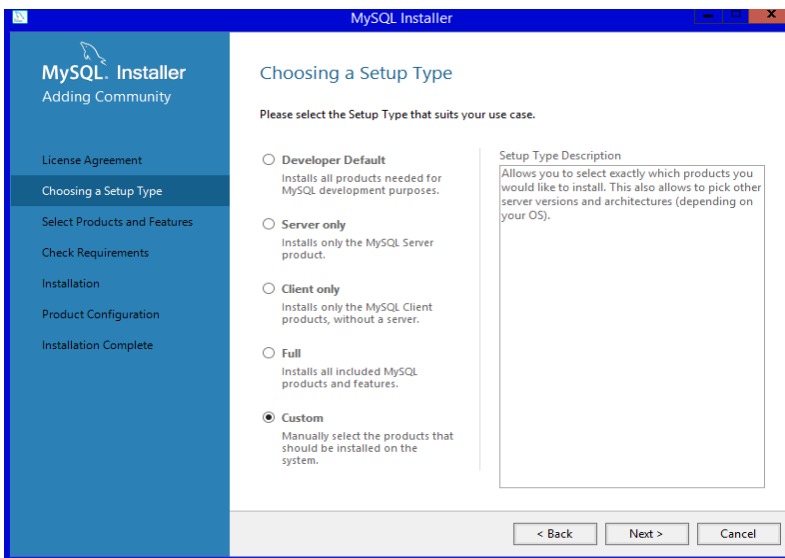 MySQL Installer
MySQL. Installer
Adding Community
License Agreement
Choosing a Setup Type
Select Products and Features
Check Requirements
Installation
Product Configuration
Installation Complete
Choosing a Setup Type
Please select the Setup Type that suits your use case.
Developer Default
Installs all products needed for
MySQL development purposes.
Server only
Installs only the MySQL Server
product.
Client only
Installs only the MySQL Client
products, without a server.
Full
Installs all included MySQL
products and features.
Custom
Manually select the products that
should be installed on the
system.
Setup Type Description
Allows you to select exactly which products you
would like to install. This also allows to pick other
server versions and architectures (depending on
your OS).
< Back
Next >
Cancel